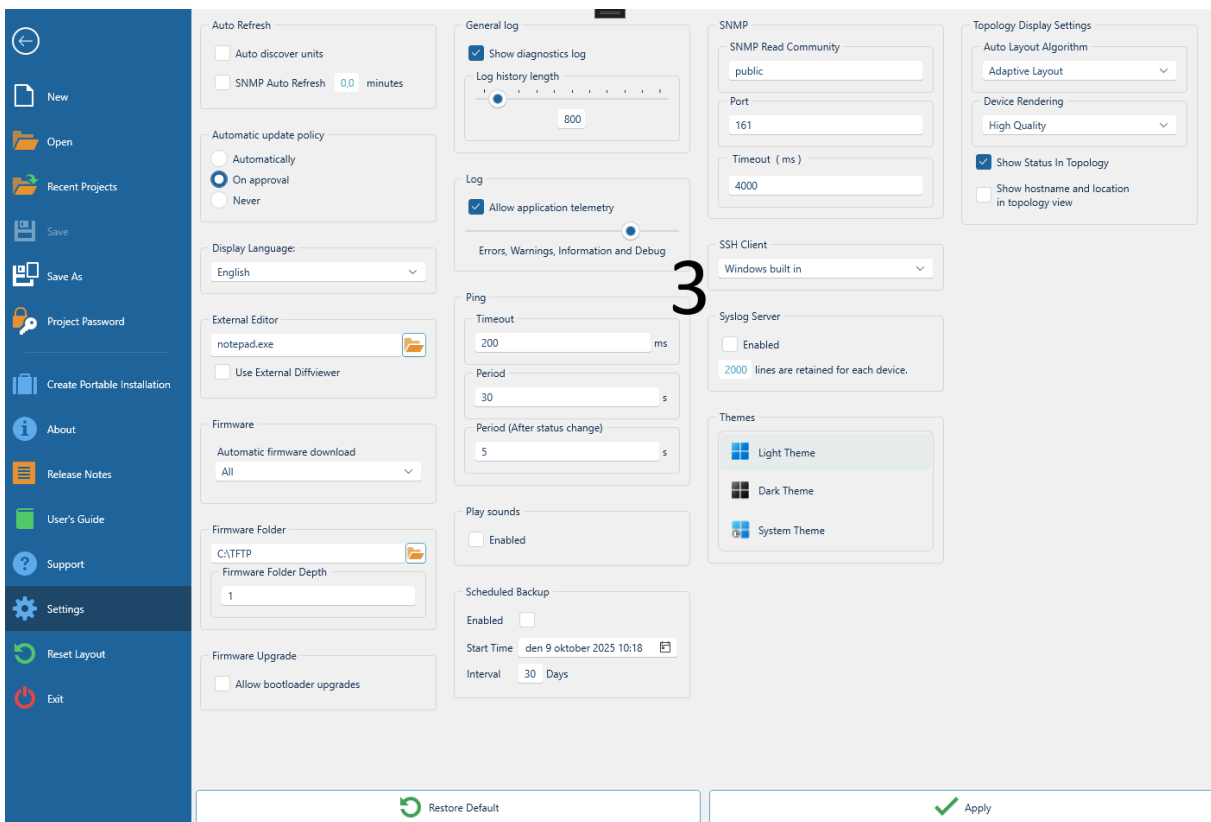 New
Open
Recent Projects
Save
Save As
Project Password
Create Portable Installation
About
Release Notes
User's Guide
Support
Settings
Reset Layout
Exit
Auto Refresh
Auto discover units
SNMP Auto Refresh 0,0 minutes
Automatic update policy
Automatically
On approval
Never
Display Language:
English
External Editor
notepad.exe
Use External Diffviewer
Firmware
Automatic firmware download
All
Firmware Folder
C:\TFTP
Firmware Folder Depth
1
Firmware Upgrade
Allow bootloader upgrades
General log
Show diagnostics log
Log history length
800
Log
Allow application telemetry
Errors, Warnings, Information and Debug
Ping
Timeout
200 ms
Period
30 s
Period (After status change)
5 s
Play sounds
Enabled
Scheduled Backup
Enabled
Start Time den 9 oktober 2025 10:18
Interval 30 Days
3
SNMP
SNMP Read Community
public
Port
161
Timeout ( ms )
4000
SSH Client
Windows built in
Syslog Server
Enabled
2000 lines are retained for each device.
Themes
Light Theme
Dark Theme
System Theme
Topology Display Settings
Auto Layout Algorithm
Adaptive Layout
Device Rendering
High Quality
Show Status In Topology
Show hostname and location
in topology view
Restore Default
Apply